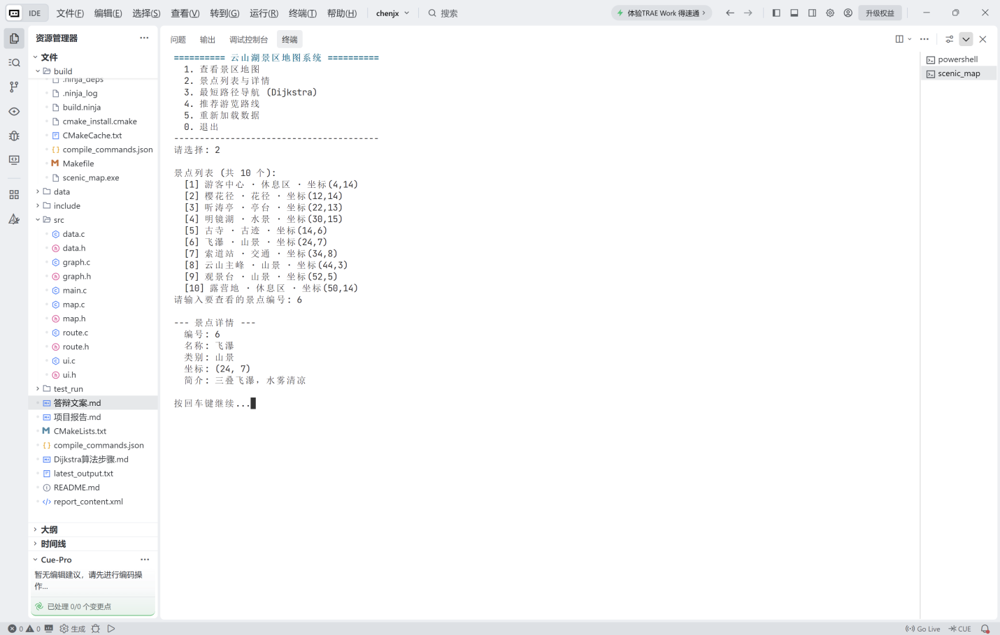 IDE 文件(F) 编辑(E) 选择(S) 查看(V) 转到(G) 运行(R) 终端(T) 帮助(H) chenjx 搜索 体验TRAE Work 得速通 升级权益
资源管理器
文件
build
.ninja_deps
.ninja_log
build.ninja
cmake_install.cmake
CMakeCache.txt
compile_commands.json
Makefile
scenic_map.exe
data
include
src
data.c
data.h
graph.c
graph.h
main.c
map.c
map.h
route.c
route.h
ui.c
ui.h
test_run
答辩文案.md
项目报告.md
CMakeLists.txt
compile_commands.json
Dijkstra算法步骤.md
latest_output.txt
README.md
report_content.xml
大纲
时间线
Cue-Pro
暂无编辑建议，请先进行编码操
作...
已处理 0/0 个变更点
问题 输出 调试控制台 终端
========== 云山湖景区地图系统 ==========
1. 查看景区地图
2. 景点列表与详情
3. 最短路径导航 (Dijkstra)
4. 推荐游览路线
5. 重新加载数据
0. 退出
----------------------------------------
请选择: 2
景点列表 (共 10 个):
[1] 游客中心 · 休息区 · 坐标(4,14)
[2] 樱花径 · 花径 · 坐标(12,14)
[3] 听涛亭 · 亭台 · 坐标(22,13)
[4] 明镜湖 · 水景 · 坐标(30,15)
[5] 古寺 · 古迹 · 坐标(14,6)
[6] 飞瀑 · 山景 · 坐标(24,7)
[7] 索道站 · 交通 · 坐标(34,8)
[8] 云山主峰 · 山景 · 坐标(44,3)
[9] 观景台 · 山景 · 坐标(52,5)
[10] 露营地 · 休息区 · 坐标(50,14)
请输入要查看的景点编号: 6
--- 景点详情 ---
编号: 6
名称: 飞瀑
类别: 山景
坐标: (24, 7)
简介: 三叠飞瀑，水雾清凉
按回车键继续...
powershell
scenic_map
0 0 生成 Go Live CUE